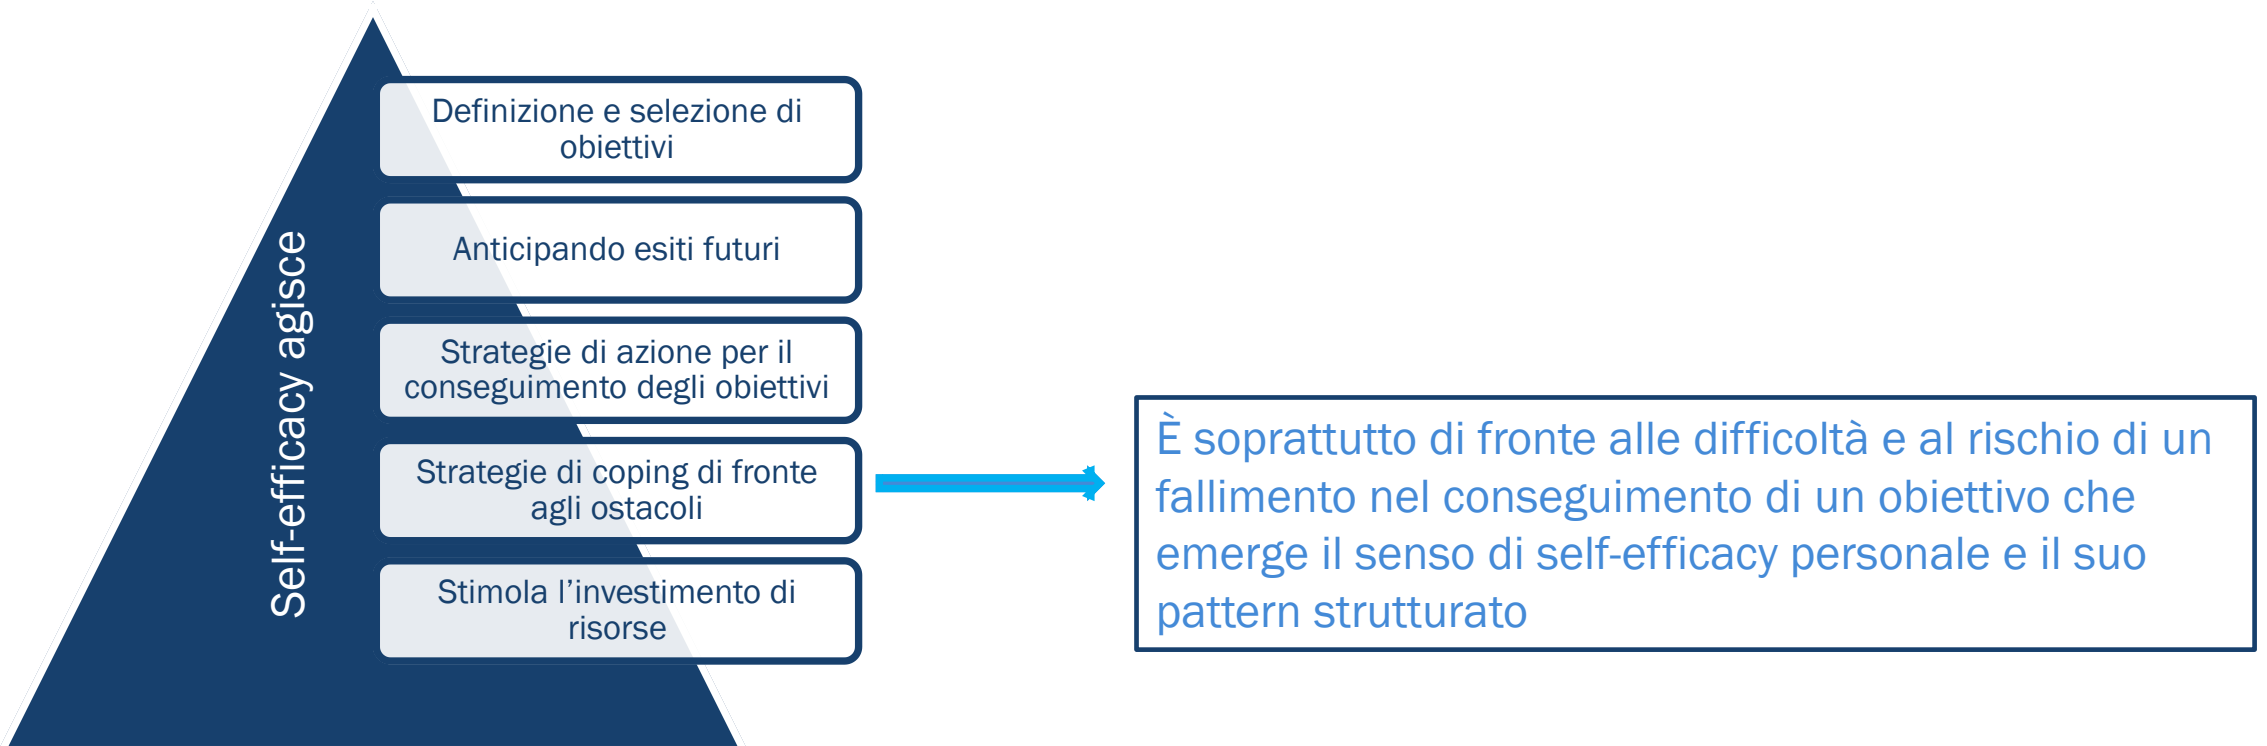 Self-efficacy agisce
Definizione e selezione di
obiettivi
Anticipando esiti futuri
Strategie di azione per il
conseguimento degli obiettivi
Strategie di coping di fronte
agli ostacoli
Stimola l'investimento di
risorse
È soprattutto di fronte alle difficoltà e al rischio di un
fallimento nel conseguimento di un obiettivo che
emerge il senso di self-efficacy personale e il suo
pattern strutturato